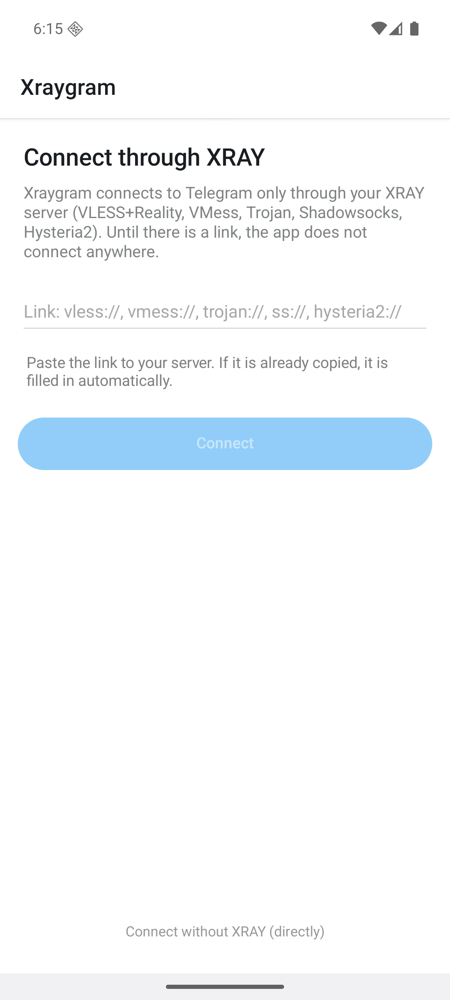 6:15
Xraygram
Connect through XRAY
Xraygram connects to Telegram only through your XRAY
server (VLESS+Reality, VMess, Trojan, Shadowsocks,
Hysteria2). Until there is a link, the app does not
connect anywhere.
Link: vless://, vmess://, trojan://, ss://, hysteria2://
Paste the link to your server. If it is already copied, it is
filled in automatically.
Connect
Connect without XRAY (directly)